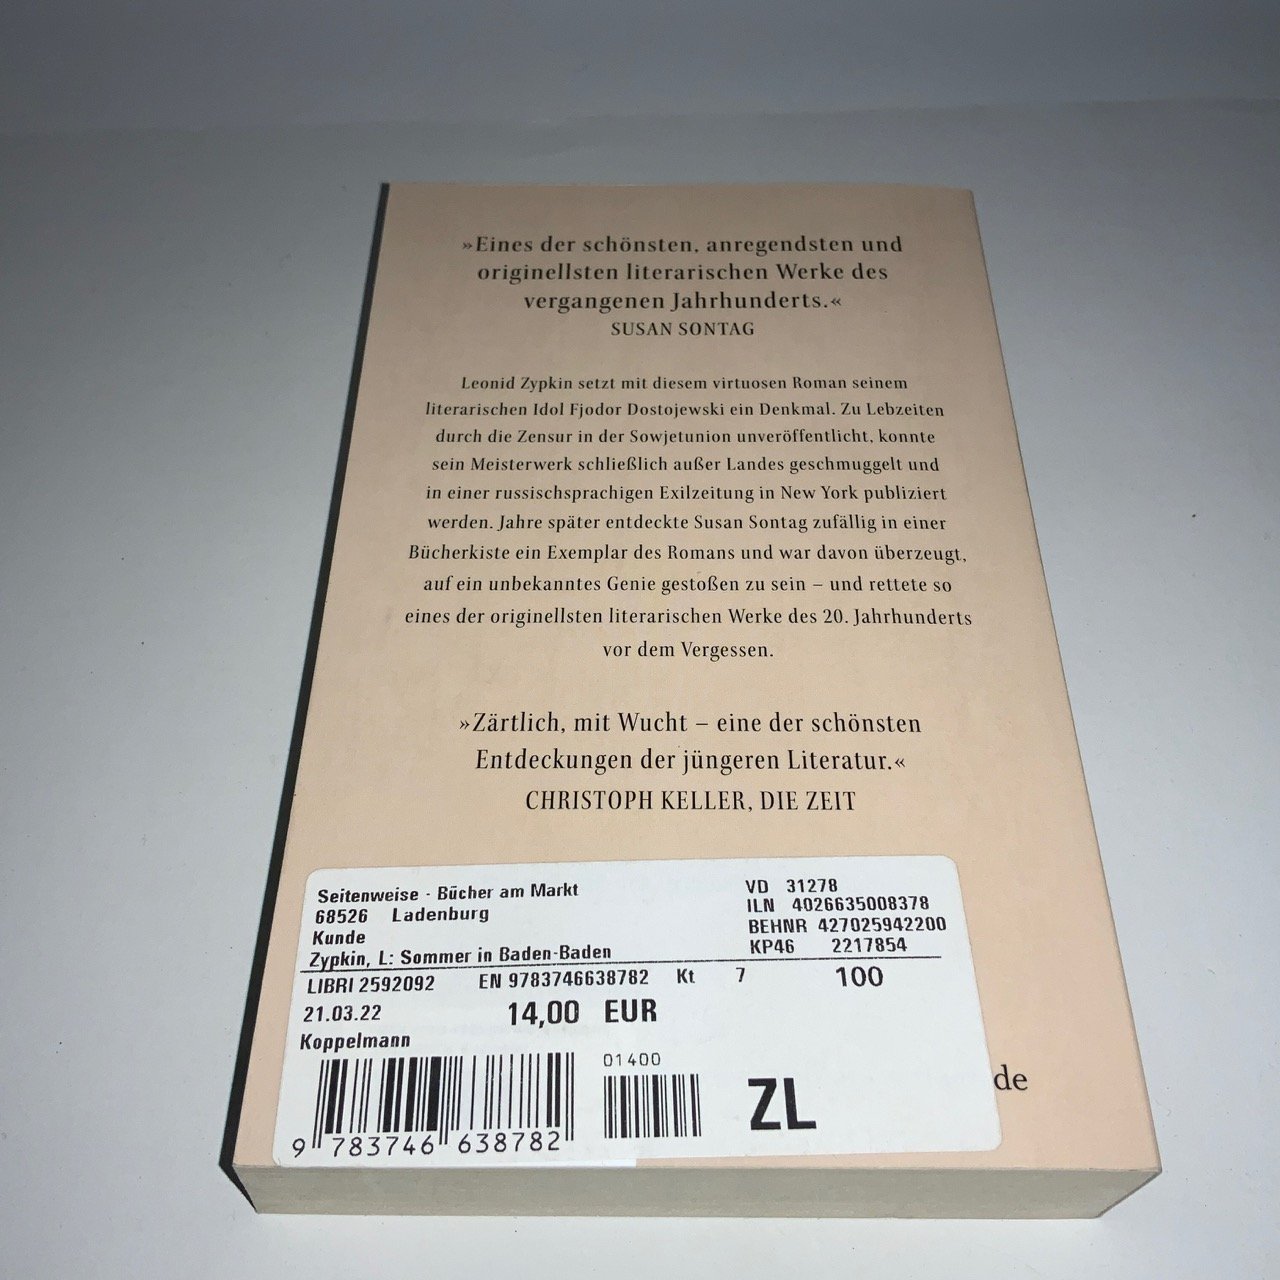 »Eines der schönsten, anregendsten und
originellsten literarischen Werke des
vergangenen Jahrhunderts.«
SUSAN SONTAG
Leonid Zypkin setzt mit diesem virtuosen Roman seinem
literarischen Idol Fjodor Dostojewski ein Denkmal. Zu Lebzeiten
durch die Zensur in der Sowjetunion unveröffentlicht, konnte
sein Meisterwerk schließlich außer Landes geschmuggelt und
in einer russischsprachigen Exilzeitung in New York publiziert
werden. Jahre später entdeckte Susan Sontag zufällig in einer
Bücherkiste ein Exemplar des Romans und war davon überzeugt,
auf ein unbekanntes Genie gestoßen zu sein – und rettete so
eines der originellsten literarischen Werke des 20. Jahrhunderts
vor dem Vergessen.
»Zärtlich, mit Wucht – eine der schönsten
Entdeckungen der jüngeren Literatur.«
CHRISTOPH KELLER, DIE ZEIT
Seitenweise - Bücher am Markt
68526 Ladenburg
Kunde
Zypkin, L: Sommer in Baden-Baden
VD 31278
ILN 4026635008378
BEHNR 427025942200
KP46 2217854
LIBRI 2592092 EN 9783746638782 Kt 7 100
21.03.22 14,00 EUR
Koppelmann
01400
ZL
9 783746 638782
de